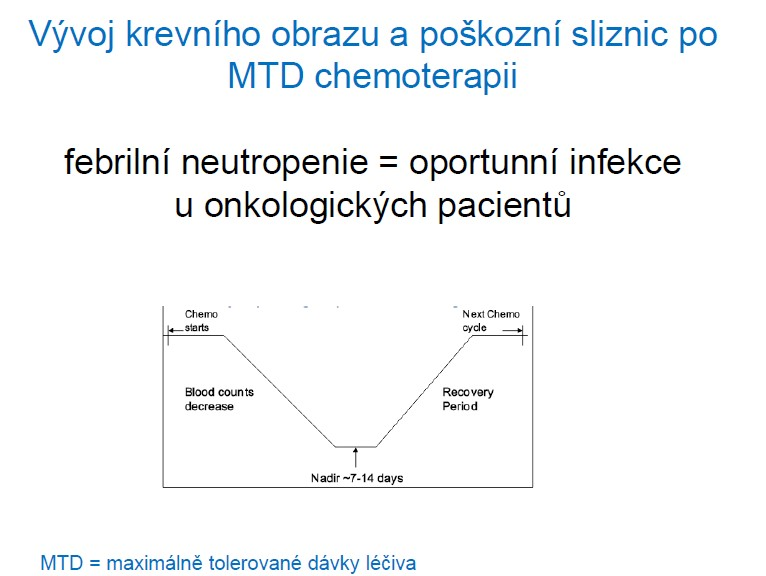 Vývoj krevního obrazu a poškozní sliznic po
MTD chemoterapii
febrilní neutropenie = oportunní infekce
u onkologických pacientů
Chemo
starts
Next Chemo
cycle
Blood counts
decrease
Recovery
Period
Nadir ~7-14 days
MTD = maximálně tolerované dávky léčiva